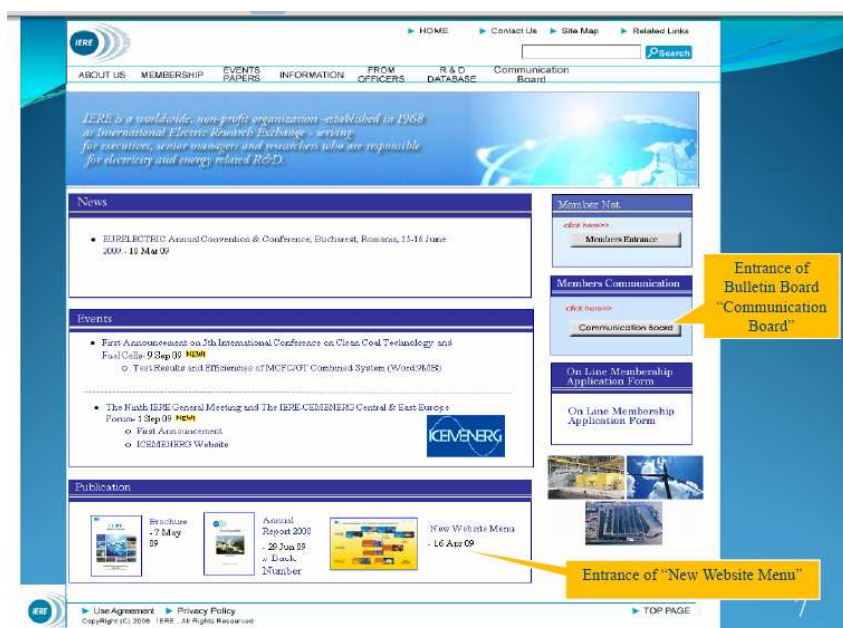 IERE
HOME
Contact Us
Site Map
Related Links
Search
ABOUT US
MEMBERSHIP
EVENTS
PAPERS
INFORMATION
FROM
OFFICERS
R & D
DATABASE
Communication
Board
IERE is a worldwide, non-profit organization -established in 1968
as International Electric Research Exchange - serving
for executives, senior managers and researchers who are responsible
for electricity and energy related R&D.
News
EURELECTRIC Annual Convention & Conference, Bucharest, Romania, 15-16 June
2009 - 10 Mar 09
Member Net
click here>>
Members Entrance
Members Communication
click here>>
Communication Board
Entrance of
Bulletin Board
"Communication
Board"
Events
First Announcement on 5th International Conference on Clean Coal Technology and
Fuel Cells- 9 Sep 09 NEW!
Test Results and Efficiencies of MCFC/GT Combined System (Word:9MB)
The Ninth IERE General Meeting and The IERE-CEMENERG Central & East Europe
Forum- 1 Sep 09 NEW!
First Announcement
ICEMENERG Website
ICEMENERG
On Line Membership
Application Form
On Line Membership
Application Form
Publication
Brochure
- 7 May
09
Annual
Report 2008
- 29 Jun 09
» Back
Number
New Website Menu
- 16 Apr 09
Entrance of "New Website Menu"
IERE
Use Agreement
Privacy Policy
TOP PAGE
CopyRight (C) 2006 IERE . All Rights Reserved
7